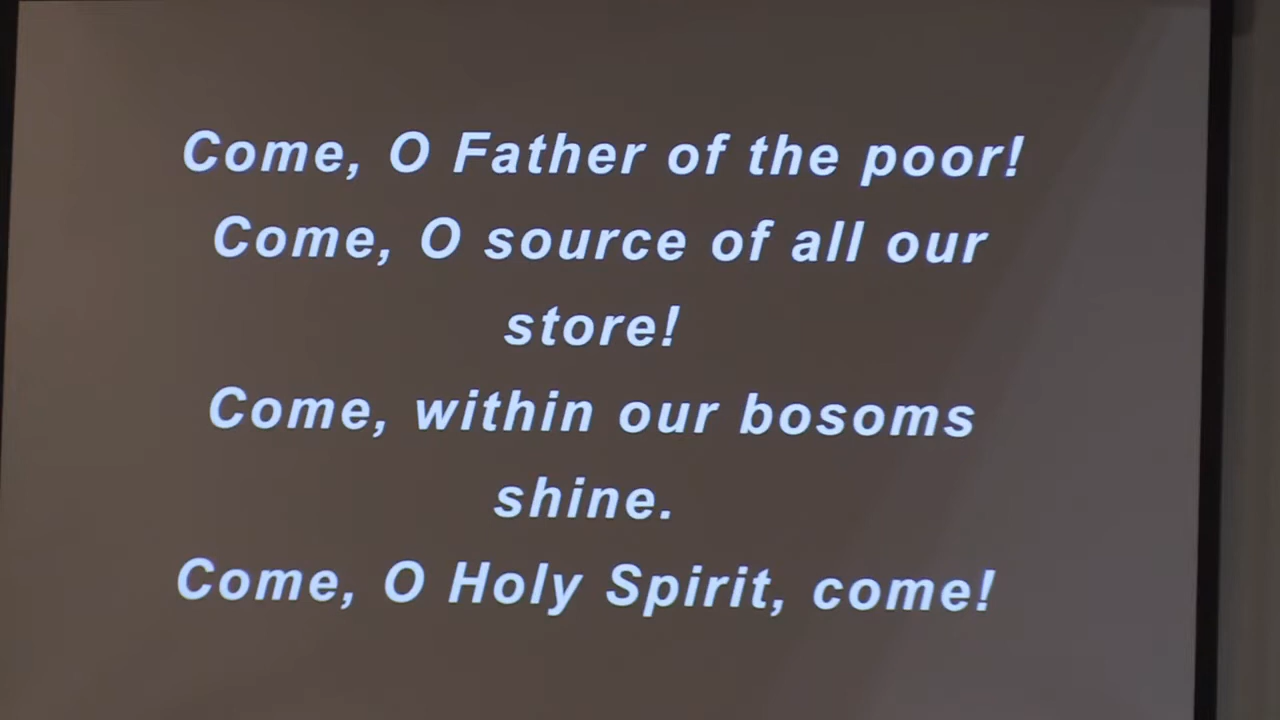 Come, O Father of the poor!
Come, O source of all our
store!
Come, within our bosoms
shine.
Come, O Holy Spirit, come!